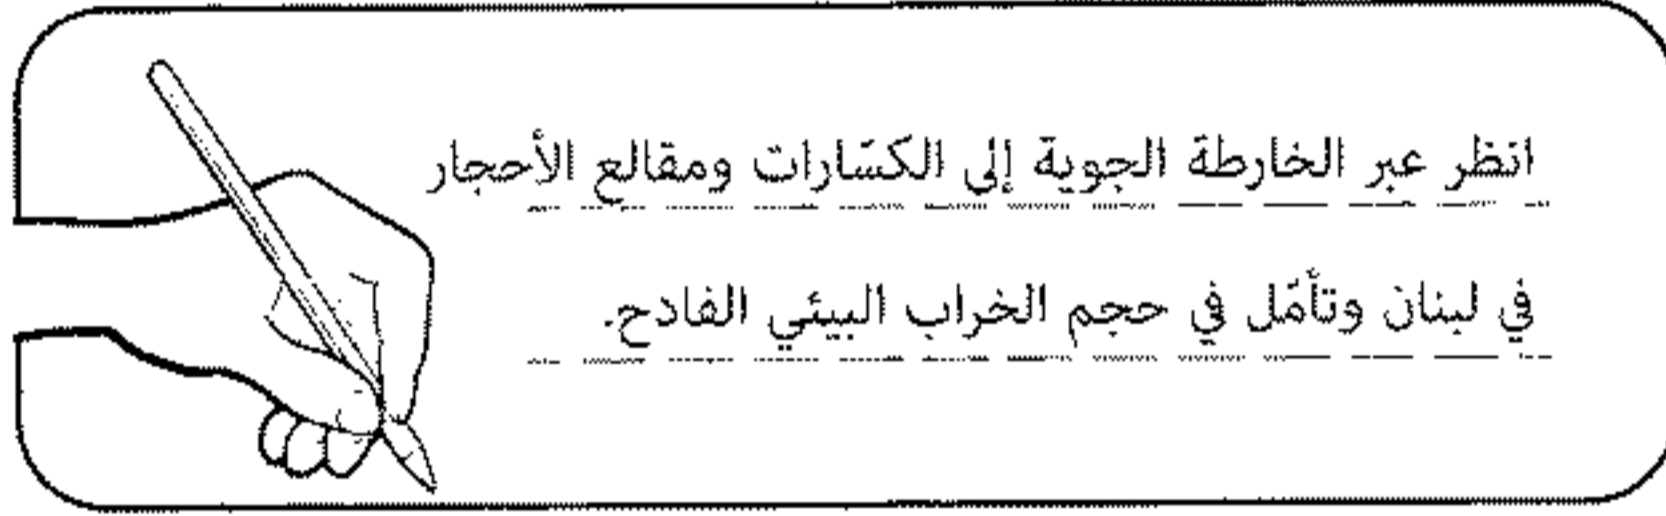 انظر عبر الخارطة الجوية إلى الكسّارات ومقالع الأحجار
في لبنان وتأمّل في حجم الخراب البيئي الفادح.